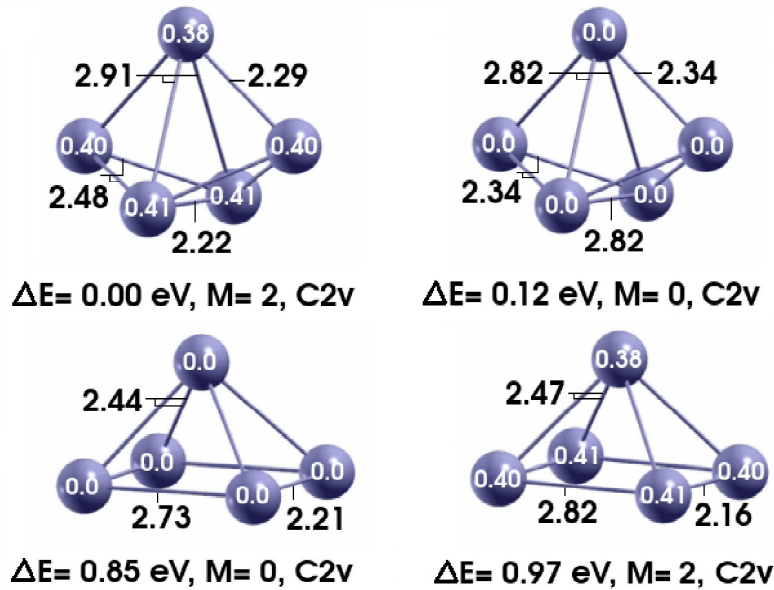 0.38
2.91 2.29
0.40 0.40
2.48 0.41 0.41
2.22
ΔE= 0.00 eV, M= 2, C2v
0.0
2.82 2.34
0.0 0.0
2.34 0.0 0.0
2.82
ΔE= 0.12 eV, M= 0, C2v
0.0
2.44
0.0 0.0 0.0 0.0
2.73 2.21
ΔE= 0.85 eV, M= 0, C2v
0.38
2.47
0.40 0.41 0.41 0.40
2.82 2.16
ΔE= 0.97 eV, M= 2, C2v